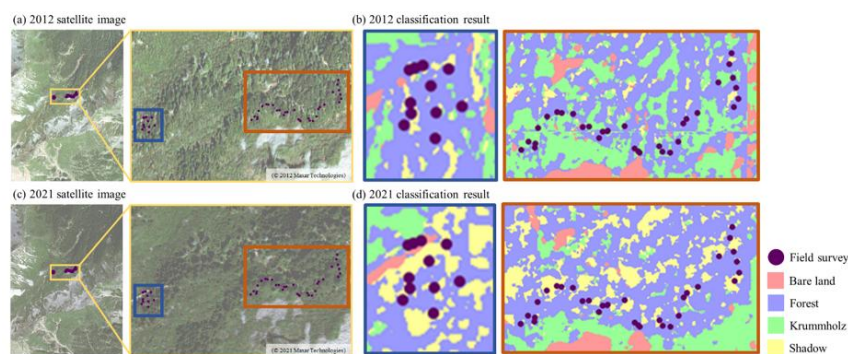 (a) 2012 satellite image
(b) 2012 classification result
(© 2012 Maxar Technologies)
(c) 2021 satellite image
(d) 2021 classification result
Field survey
Bare land
Forest
Krummholz
Shadow
(© 2021 Maxar Technologies)